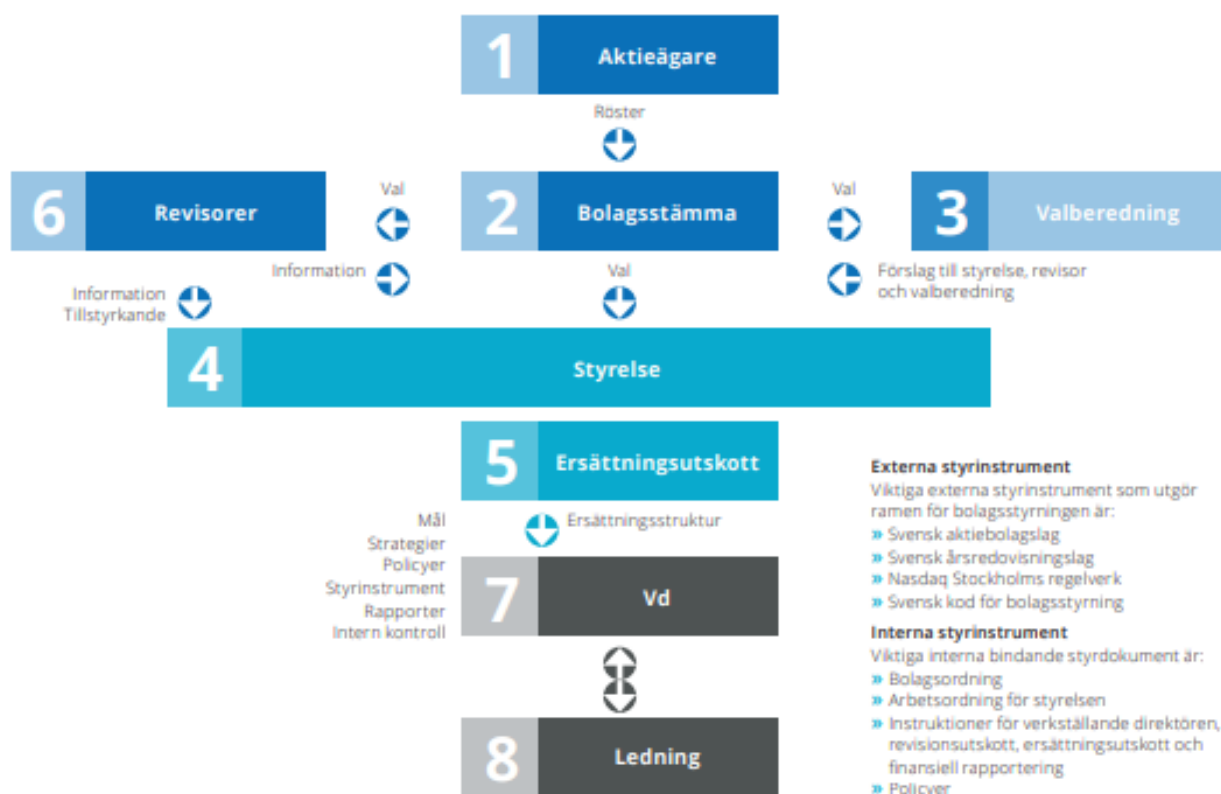 1 Aktieägare
Röster
6 Revisorer
Val
2 Bolagsstämma
Val
3 Valberedning
Information
Val
Förslag till styrelse, revisor
och valberedning
Information
Tillstyrkande
4 Styrelse
5 Ersättningsutskott
Ersättningsstruktur
Mål
Strategier
Policyer
Styrinstrument
Rapporter
Intern kontroll
7 Vd
8 Ledning
Externa styrinstrument
Viktiga externa styrinstrument som utgör
ramen för bolagsstyrningen är:
» Svensk aktiebolagslag
» Svensk årsredovisningslag
» Nasdaq Stockholms regelverk
» Svensk kod för bolagsstyrning
Interna styrinstrument
Viktiga interna bindande styrdokument är:
» Bolagsordning
» Arbetsordning för styrelsen
» Instruktioner för verkställande direktören,
revisionsutskott, ersättningsutskott och
finansiell rapportering
» Policyer